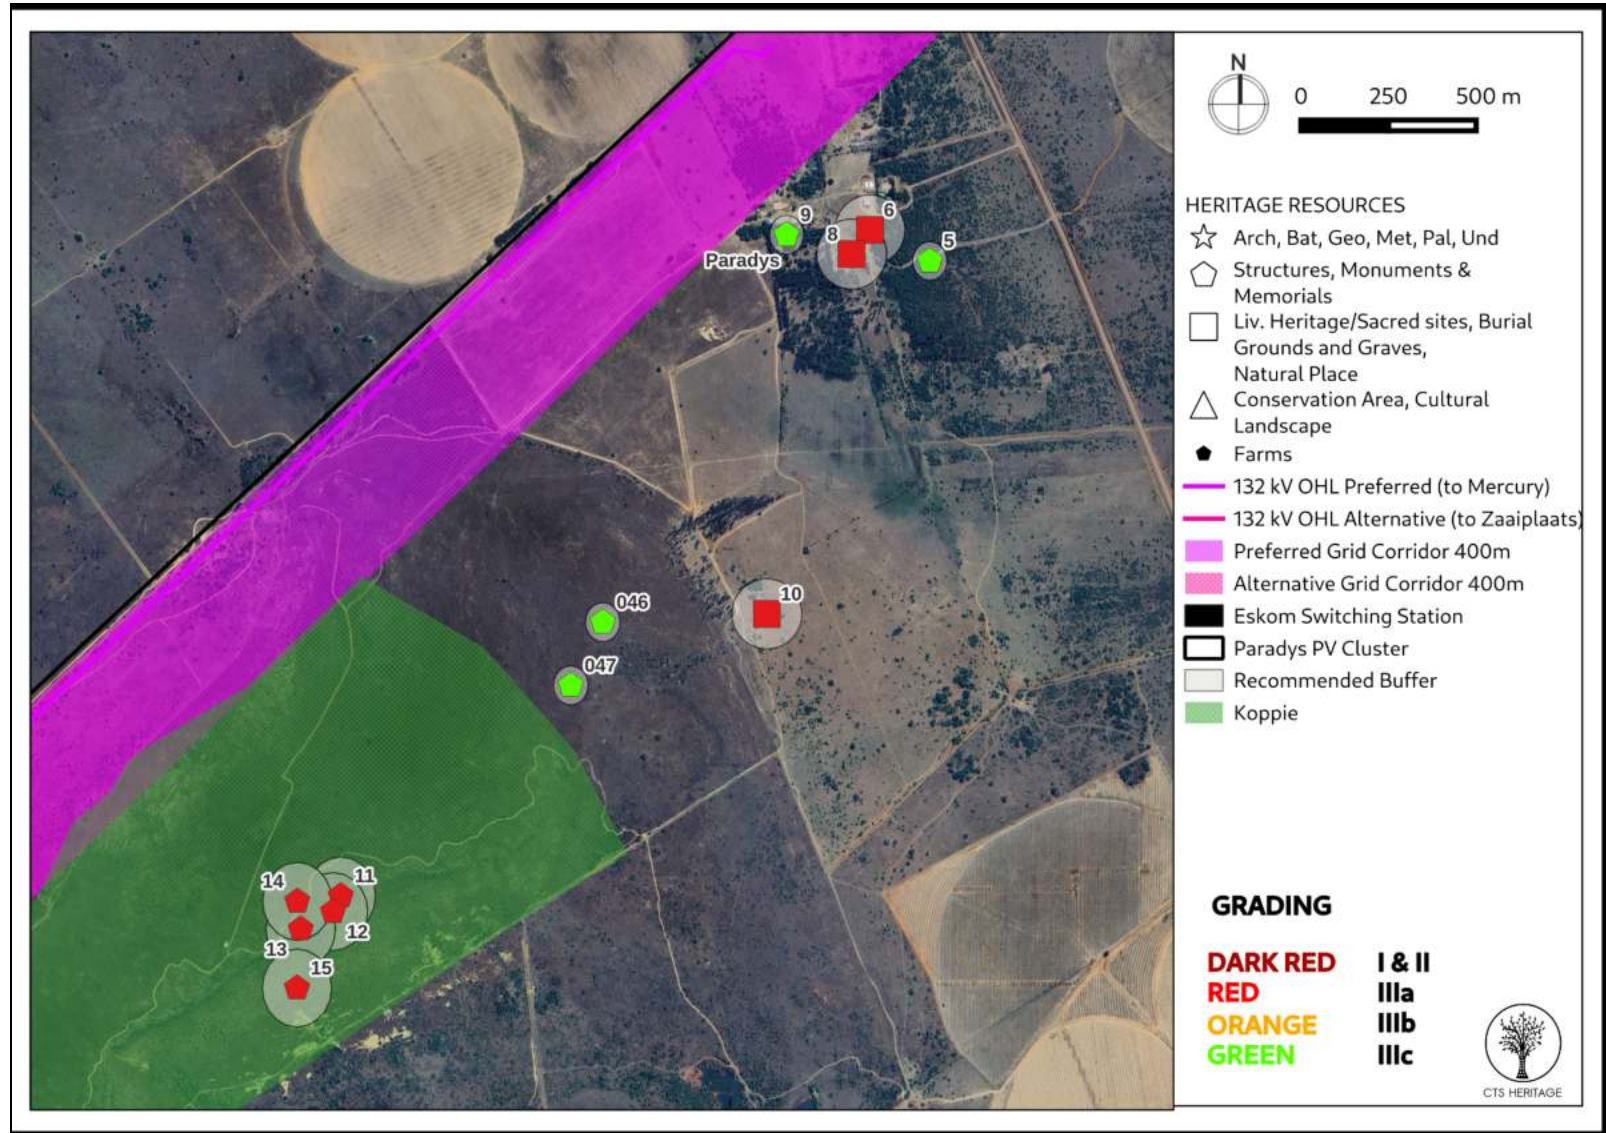 9
6
8
5
Paradys
046
10
047
14
11
12
13
15
N
0 250 500 m
HERITAGE RESOURCES
Arch, Bat, Geo, Met, Pal, Und
Structures, Monuments &
Memorials
Liv. Heritage/Sacred sites, Burial
Grounds and Graves,
Natural Place
Conservation Area, Cultural
Landscape
Farms
132 kV OHL Preferred (to Mercury)
132 kV OHL Alternative (to Zaaiplaats)
Preferred Grid Corridor 400m
Alternative Grid Corridor 400m
Eskom Switching Station
Paradys PV Cluster
Recommended Buffer
Koppie
GRADING
DARK RED I & II
RED IIIa
ORANGE IIIb
GREEN IIIc
CTS HERITAGE